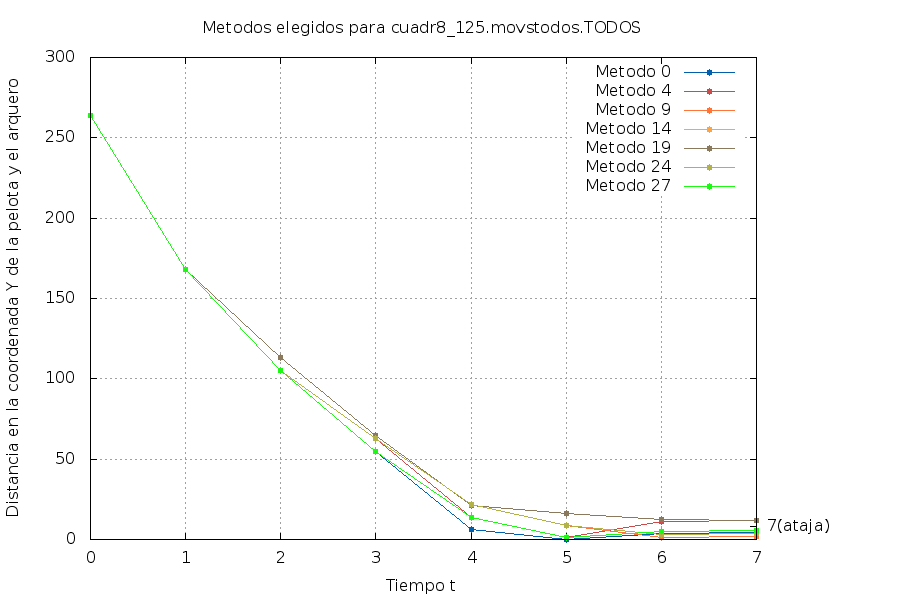 Metodos elegidos para cuadr8_125.movstodos.TODOS
Distancia en la coordenada Y de la pelota y el arquero
300
250
200
150
100
50
0
Metodo 0
Metodo 4
Metodo 9
Metodo 14
Metodo 19
Metodo 24
Metodo 27
7(ataja)
0 1 2 3 4 5 6 7
Tiempo t